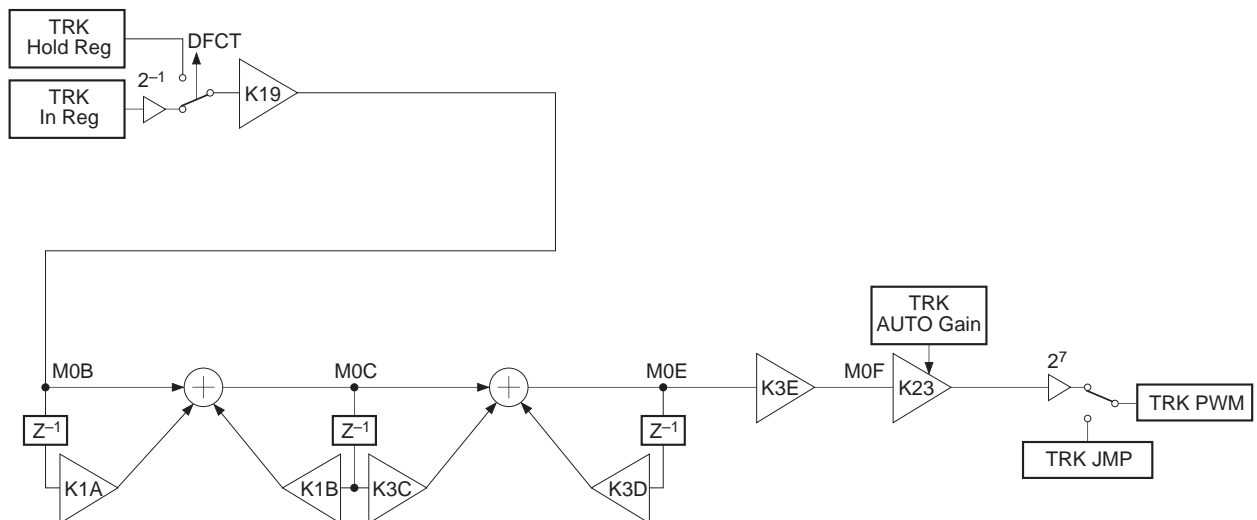 TRK
Hold Reg
DFCT
2⁻¹
K19
TRK
In Reg
TRK
AUTO Gain
M0B
M0C
M0E
K3E
M0F
K23
2⁷
TRK PWM
Z⁻¹
Z⁻¹
Z⁻¹
TRK JMP
K1A
K1B
K3C
K3D